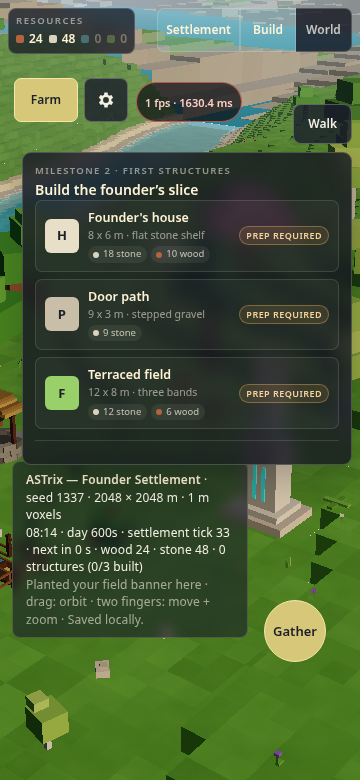 RESOURCES
24 48 0 0
Settlement Build World
Farm
1 fps · 1630.4 ms
Walk
MILESTONE 2 · FIRST STRUCTURES
Build the founder's slice
H
Founder's house
8 x 6 m · flat stone shelf
18 stone 10 wood
PREP REQUIRED
P
Door path
9 x 3 m · stepped gravel
9 stone
PREP REQUIRED
F
Terraced field
12 x 8 m · three bands
12 stone 6 wood
PREP REQUIRED
ASTrix — Founder Settlement ·
seed 1337 · 2048 × 2048 m · 1 m
voxels
08:14 · day 600s · settlement tick 33
· next in 0 s · wood 24 · stone 48 · 0
structures (0/3 built)
Planted your field banner here ·
drag: orbit · two fingers: move +
zoom · Saved locally.
Gather